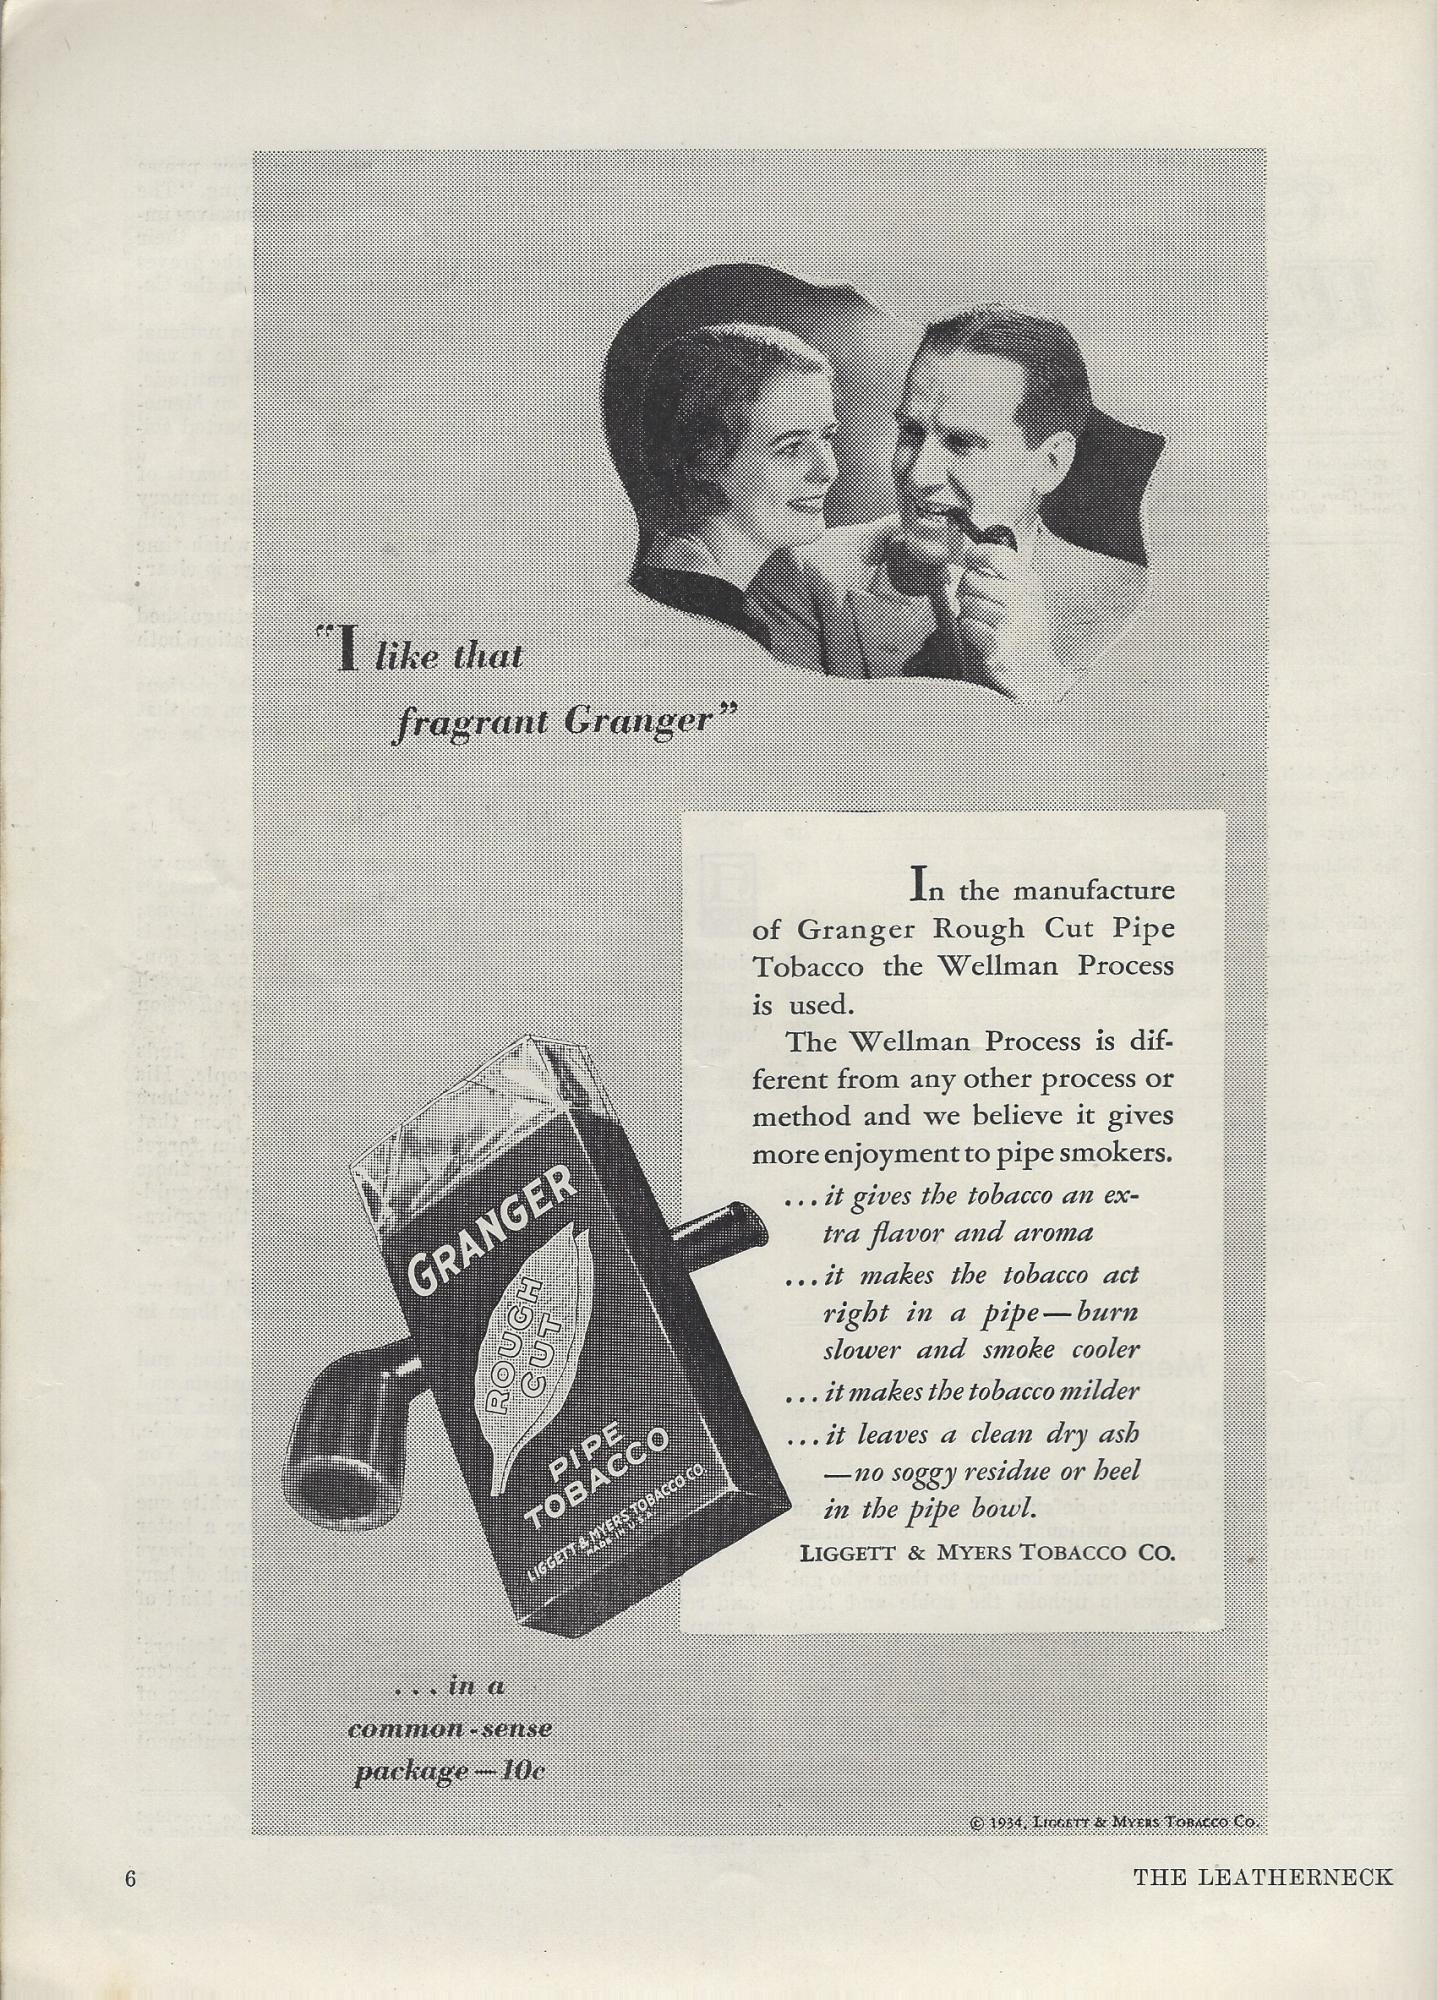 "I like that
fragrant Granger"
In the manufacture
of Granger Rough Cut Pipe
Tobacco the Wellman Process
is used.
The Wellman Process is dif-
ferent from any other process or
method and we believe it gives
more enjoyment to pipe smokers.
...it gives the tobacco an ex-
tra flavor and aroma
...it makes the tobacco act
right in a pipe—burn
slower and smoke cooler
...it makes the tobacco milder
...it leaves a clean dry ash
—no soggy residue or heel
in the pipe bowl.
LIGGETT & MYERS TOBACCO CO.
GRANGER
ROUGH
CUT
PIPE
TOBACCO
LIGGETT & MYERS TOBACCO CO.
MADE IN U.S.A.
...in a
common-sense
package—10c
© 1934, LIGGETT & MYERS TOBACCO CO.
6
THE LEATHERNECK